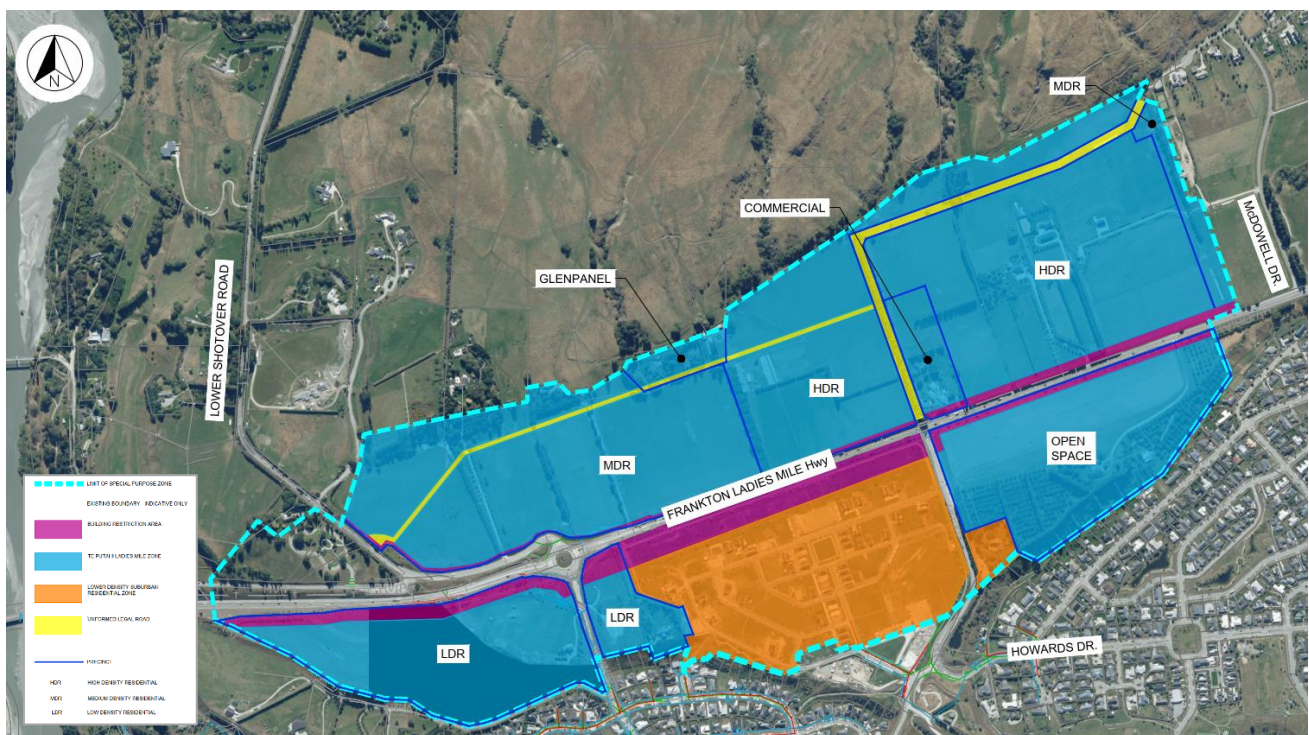 N
MDR
COMMERCIAL
McDOWELL DR.
GLENPANEL
HDR
LOWER SHOTOVER ROAD
HDR
OPEN
SPACE
MDR
FRANKTON LADIES MILE Hwy
LIMIT OF SPECIAL PURPOSE ZONE
EXISTING BOUNDARY INDICATIVE ONLY
BUILDING RESTRICTION AREA
TE PUTAHI LADIES MILE ZONE
LOWER DENSITY SUBURBAN
RESIDENTIAL ZONE
UNFORMED LEGAL ROAD
PRECINCT
HDR HIGH DENSITY RESIDENTIAL
MDR MEDIUM DENSITY RESIDENTIAL
LDR LOW DENSITY RESIDENTIAL
LDR
LDR
HOWARDS DR.